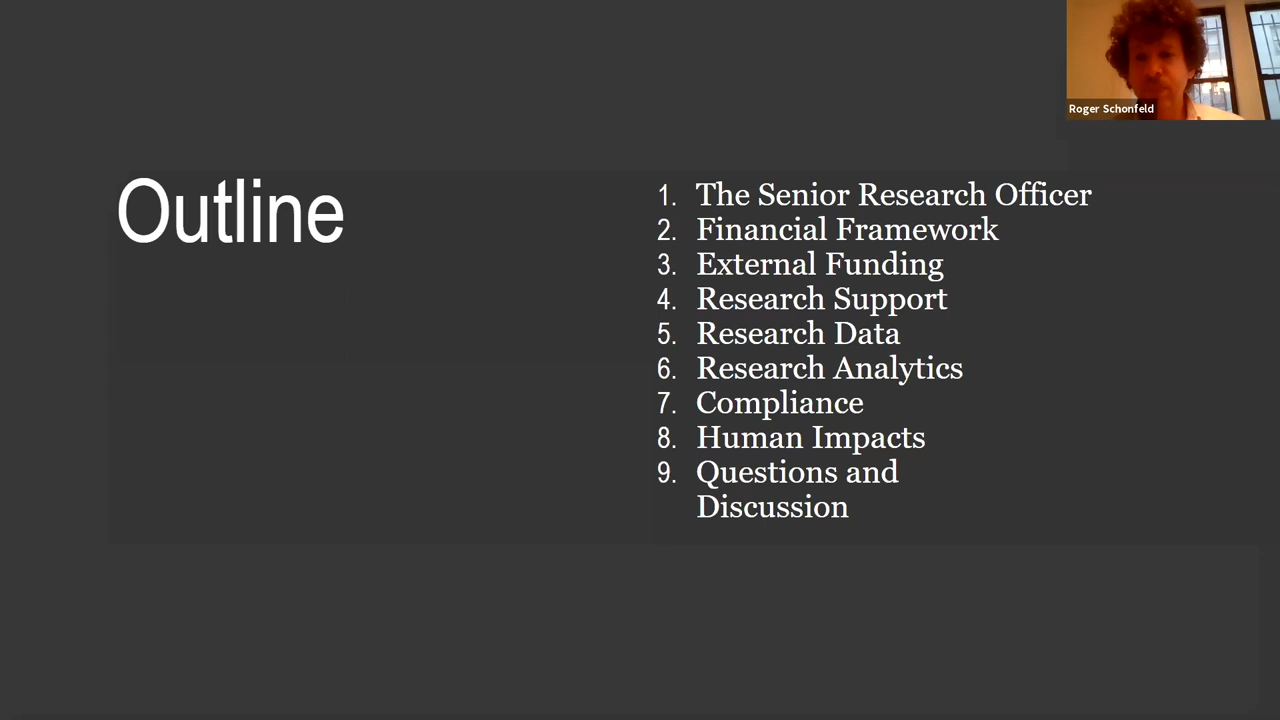 Roger Schonfeld
Outline
1. The Senior Research Officer
2. Financial Framework
3. External Funding
4. Research Support
5. Research Data
6. Research Analytics
7. Compliance
8. Human Impacts
9. Questions and
Discussion